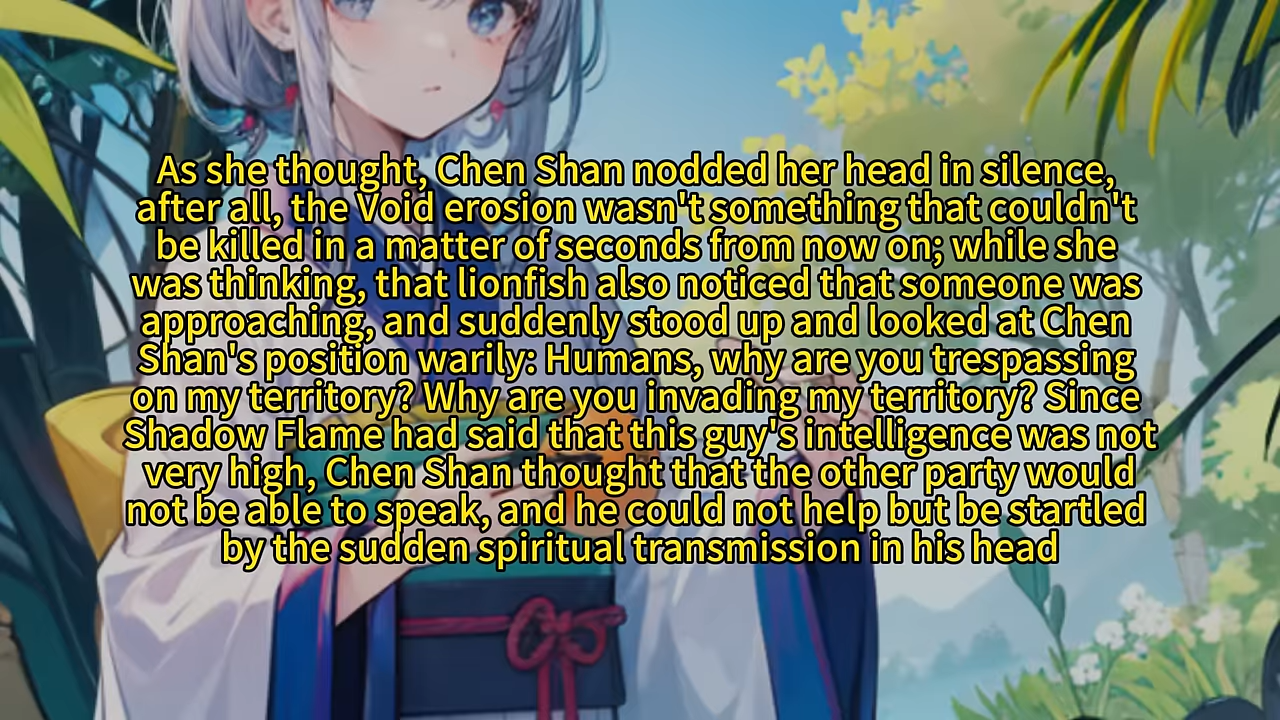 As she thought, Chen Shan nodded her head in silence,
after all, the Void erosion wasn't something that couldn't
be killed in a matter of seconds from now on; while she
was thinking, that lionfish also noticed that someone was
approaching, and suddenly stood up and looked at Chen
Shan's position warily: Humans, why are you trespassing
on my territory? Why are you invading my territory? Since
Shadow Flame had said that this guy's intelligence was not
very high, Chen Shan thought that the other party would
not be able to speak, and he could not help but be startled
by the sudden spiritual transmission in his head